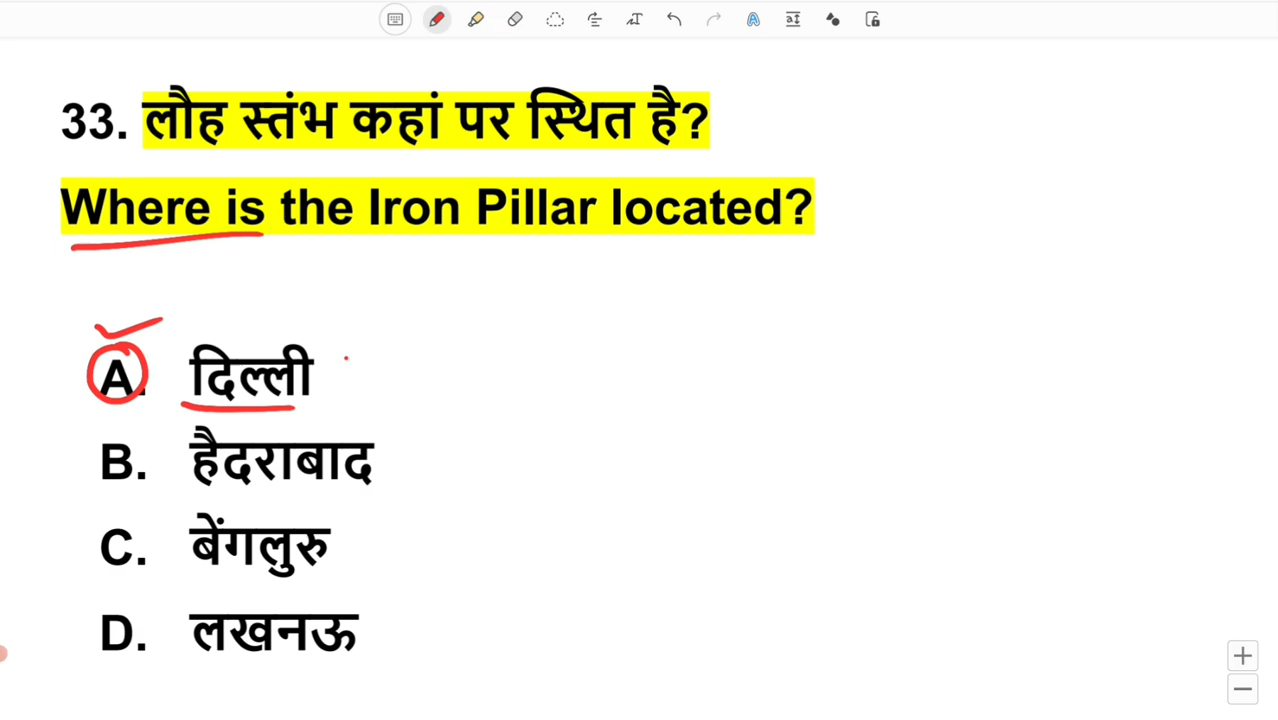 33. लौह स्तंभ कहां पर स्थित है?
Where is the Iron Pillar located?
A. दिल्ली
B. हैदराबाद
C. बेंगलुरु
D. लखनऊ